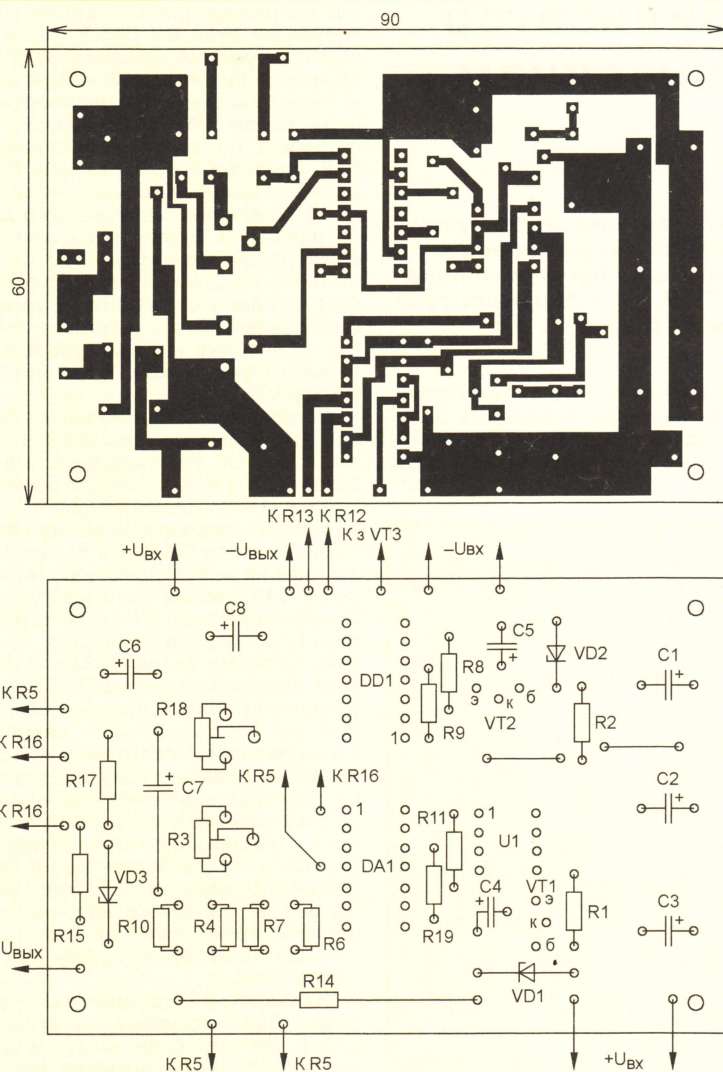 90
60
К R13 К R12
К э VT3
+Uвх
–Uвых
–Uвх
C8
C6
C5
VD2
C1
К R5
DD1
R8
э
к
б
R18
VT2
R2
R9
1
К R16
R17
C7
К R5
К R16
C2
К R16
1
R11
1
R3
U1
DA1
VD3
C4
VT1
э
R1
C3
к
R15
R10
R4
R7
R6
R19
б
Uвых
R14
VD1
К R5
К R5
+Uвх